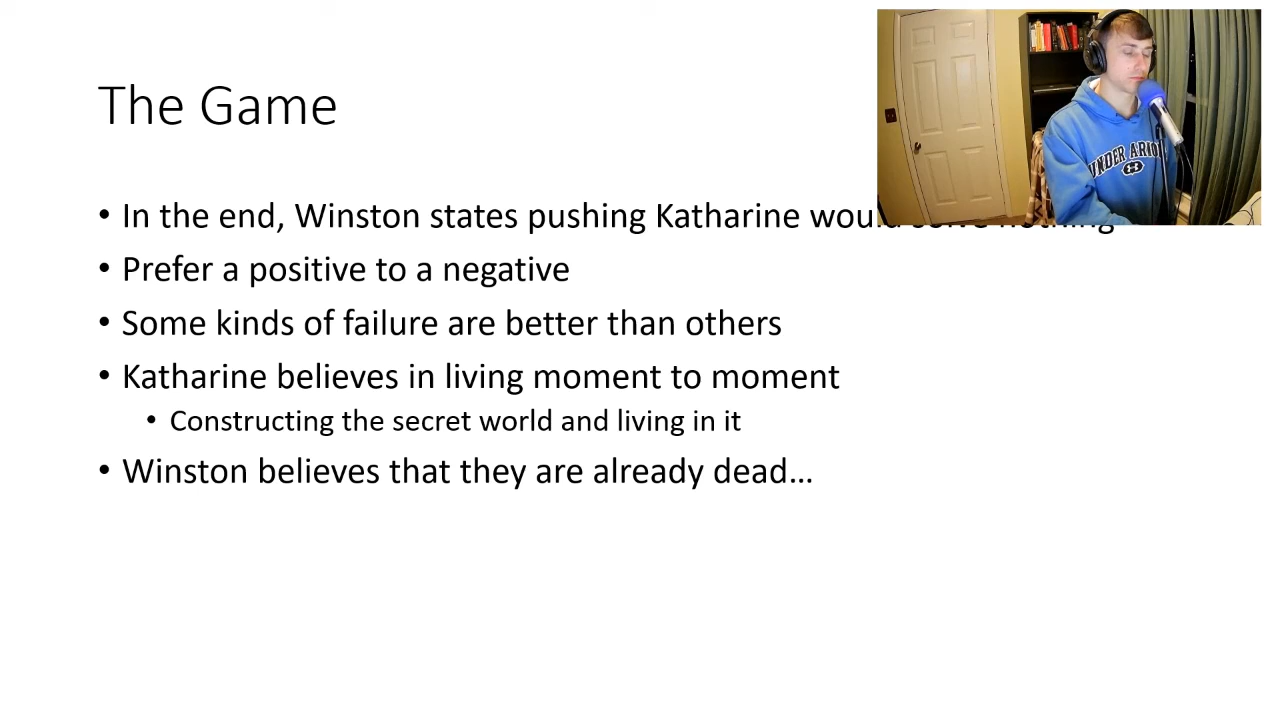 The Game
• In the end, Winston states pushing Katharine would solve nothing
• Prefer a positive to a negative
• Some kinds of failure are better than others
• Katharine believes in living moment to moment
• Constructing the secret world and living in it
• Winston believes that they are already dead…
UNDER ARMO